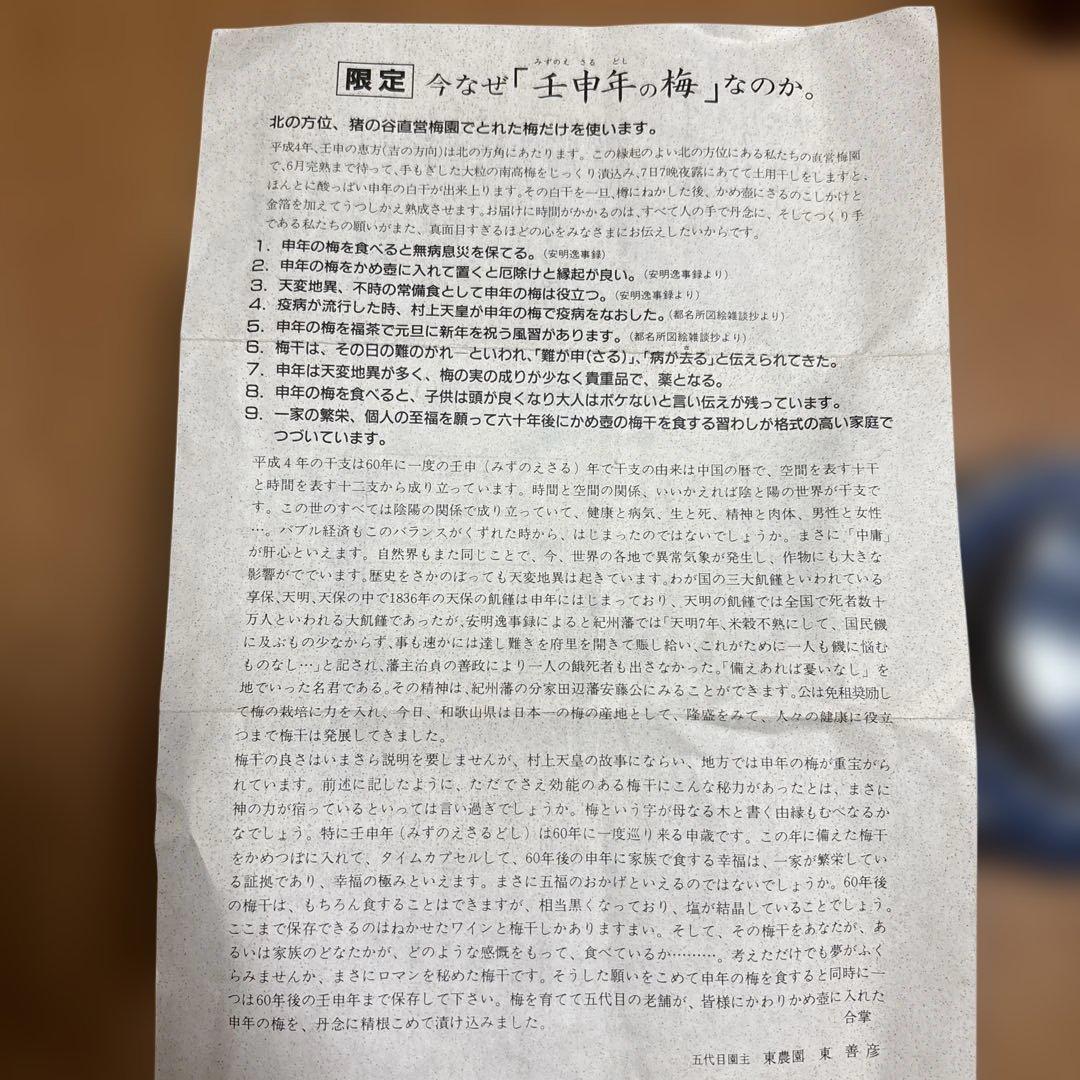 限定 今なぜ「壬申年の梅」なのか。
みずのえ さる どし
北の方位、猪の谷直営梅園でとれた梅だけを使います。
平成4年、壬申の恵方(吉の方向)は北の方角にあたります。この縁起のよい北の方位にある私たちの直営梅園
で、6月完熟まで待って、手もぎした大粒の南高梅をじっくり漬込み、7日7晩夜露にあてて土用干しをしますと、
ほんとに酸っぱい申年の白干が出来上ります。その白干を一旦、樽にねかした後、かめ壺にさるのこしかけと
金箔を加えてうつしかえ熟成させます。お届けに時間がかかるのは、すべて人の手で丹念に、そしてつくり手
である私たちの願いがまた、真面目すぎるほどの心をみなさまにお伝えしたいからです。
1. 申年の梅を食べると無病息災を保てる。(安明逸事録)
2. 申年の梅をかめ壺に入れて置くと厄除けと縁起が良い。(安明逸事録より)
3. 天変地異、不時の常備食として申年の梅は役立つ。(安明逸事録より)
4. 疫病が流行した時、村上天皇が申年の梅で疫病をなおした。(都名所図絵雑談抄より)
5. 申年の梅を福茶で元旦に新年を祝う風習があります。(都名所図絵雑談抄より)
6. 梅干は、その日の難のがれ―といわれ、「難が申(さる)」、「病が去る」と伝えられてきた。
7. 申年は天変地異が多く、梅の実の成りが少なく貴重品で、薬となる。
8. 申年の梅を食べると、子供は頭が良くなり大人はボケないと言い伝えが残っています。
9. 一家の繁栄、個人の至福を願って六十年後にかめ壺の梅干を食する習わしが格式の高い家庭で
つづいています。
平成4年の干支は60年に一度の壬申(みずのえさる)年で干支の由来は中国の暦で、空間を表す十干
と時間を表す十二支から成り立っています。時間と空間の関係、いいかえれば陰と陽の世界が干支で
す。この世のすべては陰陽の関係で成り立っていて、健康と病気、生と死、精神と肉体、男性と女性
…。バブル経済もこのバランスがくずれた時から、はじまったのではないでしょうか。まさに「中庸」
が肝心といえます。自然界もまた同じことで、今、世界の各地で異常気象が発生し、作物にも大きな
影響がでています。歴史をさかのぼっても天変地異は起きています。わが国の三大飢饉といわれている
享保、天明、天保の中で1836年の天保の飢饉は申年にはじまっており、天明の飢饉では全国で死者数十
万人といわれる大飢饉であったが、安明逸事録によると紀州藩では「天明7年、米穀不熟にして、国民饑
に及ぶもの少なからず、事も速かには達し難きを府里を開きて賑し給い、これがために一人も饑に悩む
ものなし…」と記され、藩主治貞の善政により一人の餓死者も出さなかった。「備えあれば憂いなし」を
地でいった名君である。その精神は、紀州藩の分家田辺藩安藤公にみることができます。公は免租奨励し
て梅の栽培に力を入れ、今日、和歌山県は日本一の梅の産地として、隆盛をみて、人々の健康に役立
つまで梅干は発展してきました。
梅干の良さはいまさら説明を要しませんが、村上天皇の故事にならい、地方では申年の梅が重宝がら
れています。前述に記したように、ただでさえ効能のある梅干にこんな秘力があったとは、まさに
神の力が宿っているといっては言い過ぎでしょうか。梅という字が母なる木と書く由縁もむべなるか
なでしょう。特に壬申年(みずのえさるどし)は60年に一度巡り来る申歳です。この年に備えた梅干
をかめつぼに入れて、タイムカプセルして、60年後の申年に家族で食する幸福は、一家が繁栄してい
る証拠であり、幸福の極みといえます。まさに五福のおかげといえるのではないでしょうか。60年後
の梅干は、もちろん食することはできますが、相当黒くなっており、塩が結晶していることでしょう。
ここまで保存できるのはねかせたワインと梅干しかありますまい。そして、その梅干をあなたが、あ
るいは家族のどなたかが、どのような感慨をもって、食べているか………。考えただけでも夢がふく
らみませんか、まさにロマンを秘めた梅干です。そうした願いをこめて申年の梅を食すると同時に一
つは60年後の壬申年まで保存して下さい。梅を育てて五代目の老舗が、皆様にかわりかめ壺に入れた
申年の梅を、丹念に精根こめて漬け込みました。
合掌
五代目園主 東農園 東 善彦